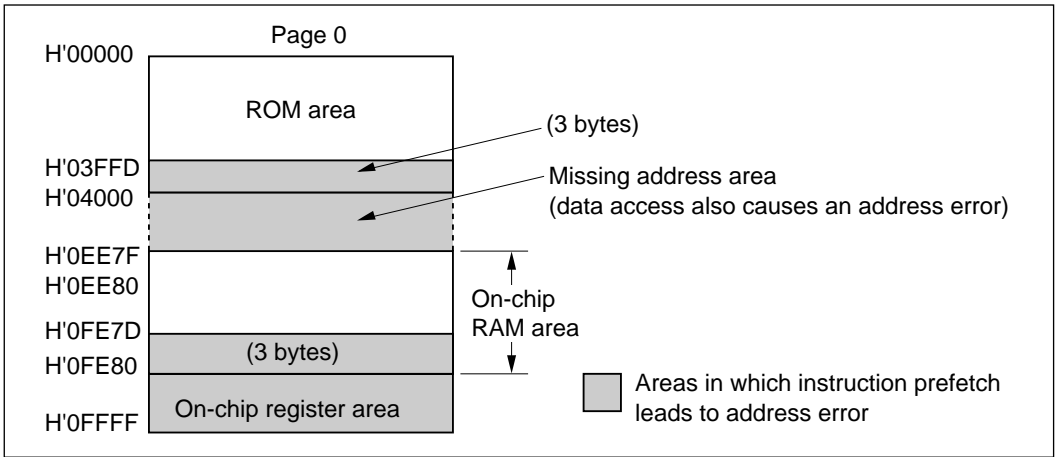 Page 0
H'00000
ROM area
(3 bytes)
H'03FFD
Missing address area
H'04000
(data access also causes an address error)
H'0EE7F
H'0EE80
On-chip
RAM area
H'0FE7D
(3 bytes)
H'0FE80
Areas in which instruction prefetch
leads to address error
On-chip register area
H'0FFFF